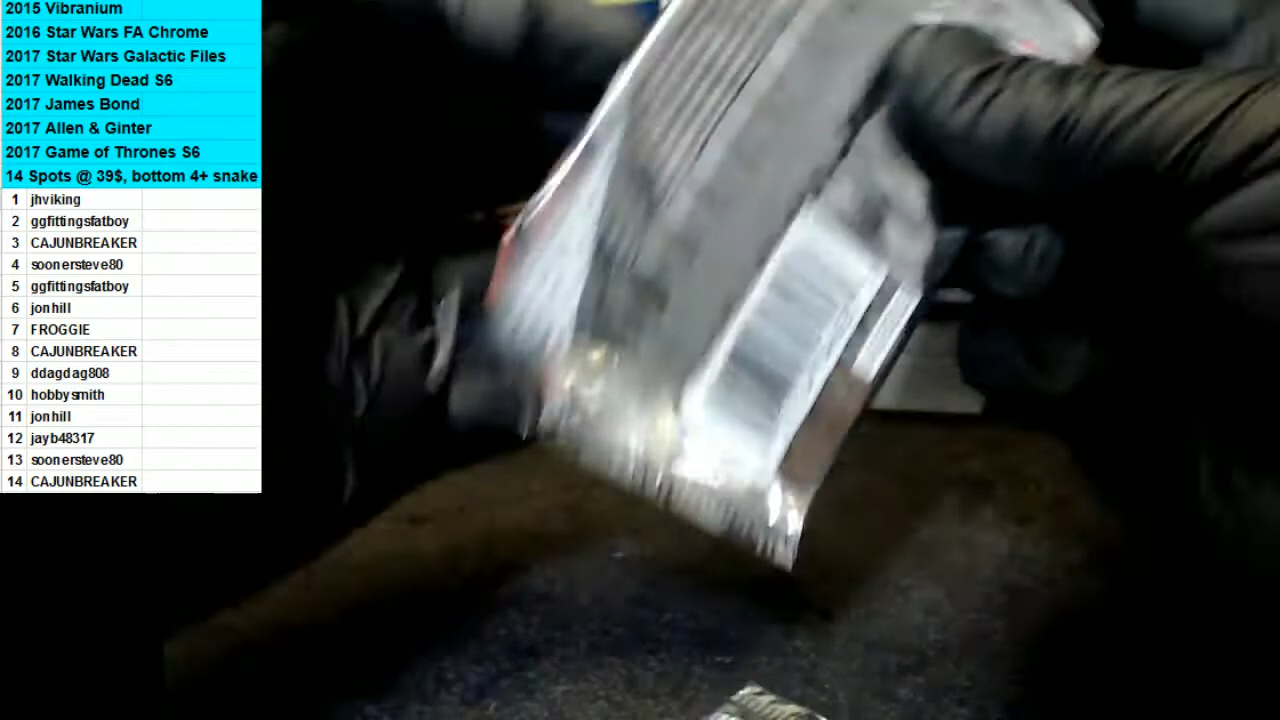 2015 Vibranium
2016 Star Wars FA Chrome
2017 Star Wars Galactic Files
2017 Walking Dead S6
2017 James Bond
2017 Allen & Ginter
2017 Game of Thrones S6
14 Spots @ 39$, bottom 4+ snake
1 jhviking
2 ggfittingsfatboy
3 CAJUNBREAKER
4 soonersteve80
5 ggfittingsfatboy
6 jonhill
7 FROGGIE
8 CAJUNBREAKER
9 ddagdag808
10 hobbysmith
11 jonhill
12 jayb48317
13 soonersteve80
14 CAJUNBREAKER